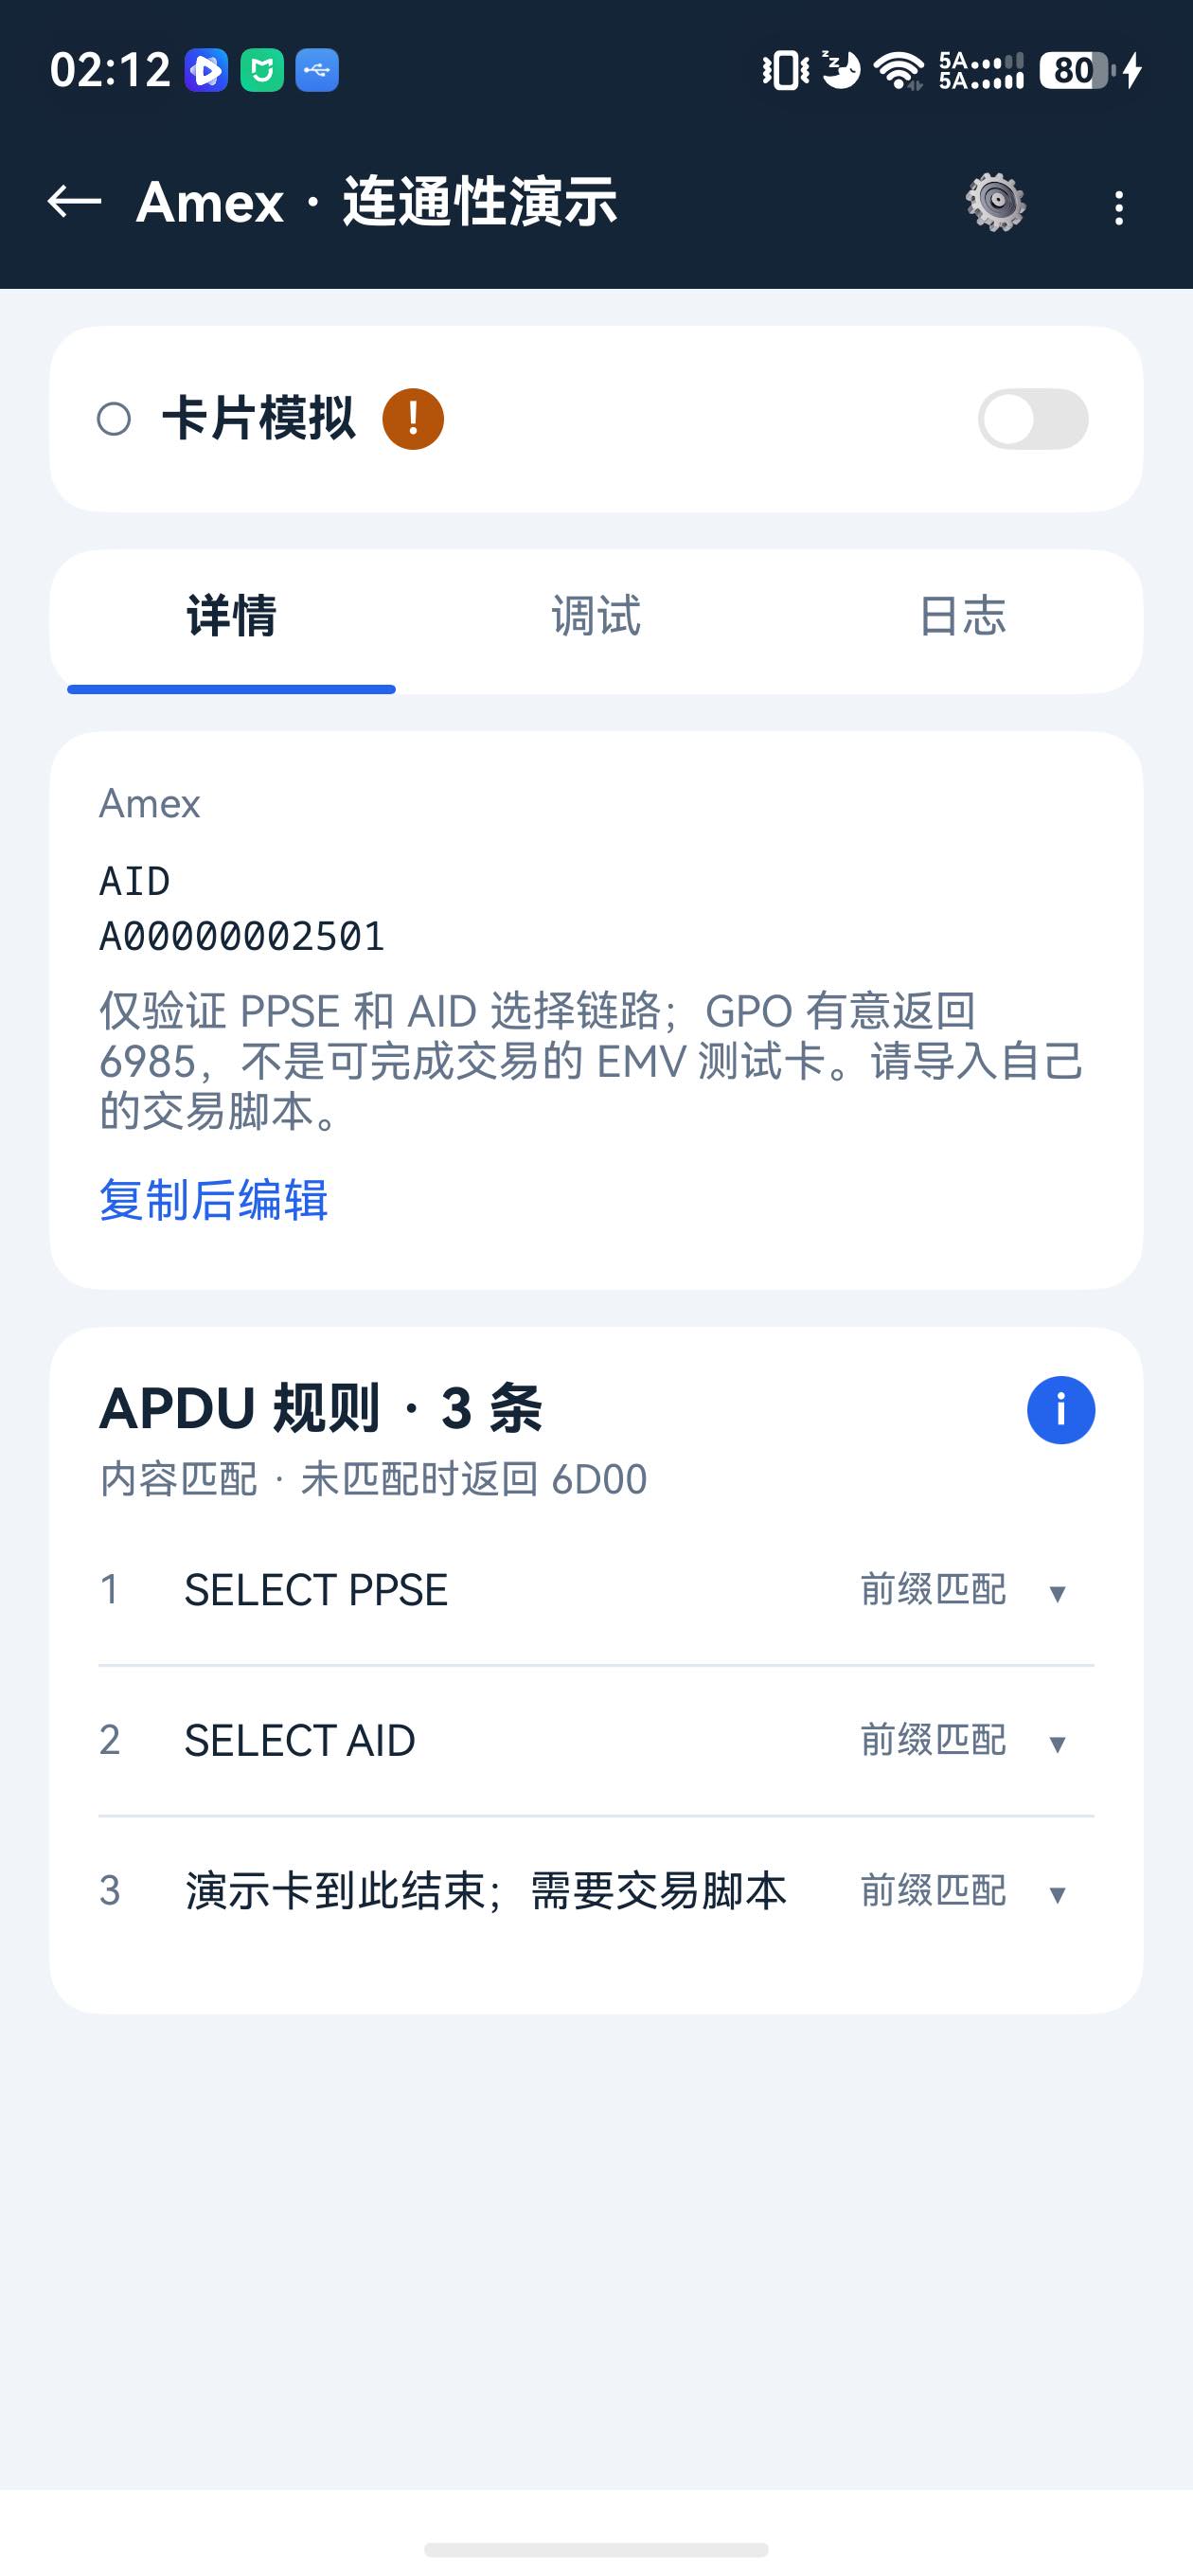 02:12
5A
5A
80
Amex · 连通性演示
卡片模拟
!
详情
调试
日志
Amex
AID
A00000002501
仅验证 PPSE 和 AID 选择链路；GPO 有意返回
6985，不是可完成交易的 EMV 测试卡。请导入自己
的交易脚本。
复制后编辑
APDU 规则 · 3 条
i
内容匹配 · 未匹配时返回 6D00
1 SELECT PPSE 前缀匹配
2 SELECT AID 前缀匹配
3 演示卡到此结束；需要交易脚本 前缀匹配